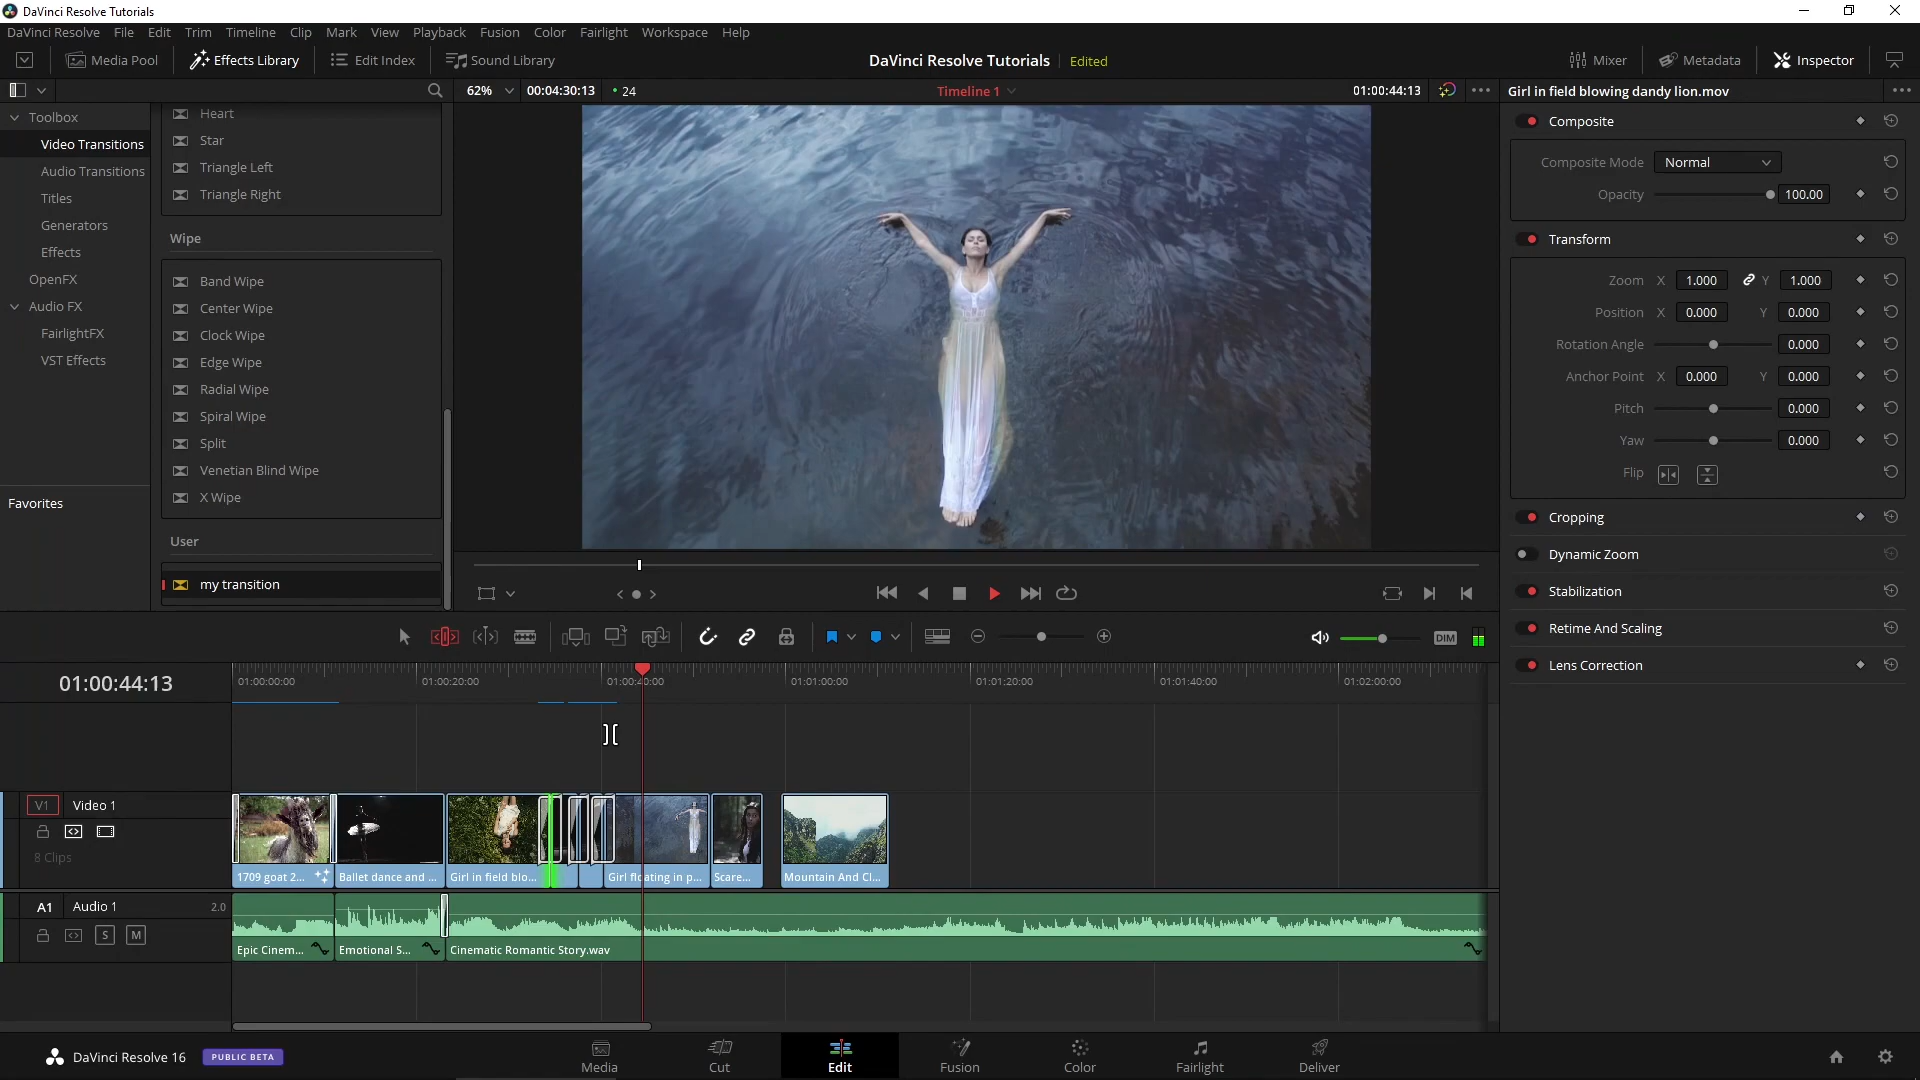 DaVinci Resolve Tutorials
DaVinci Resolve File Edit Trim Timeline Clip Mark View Playback Fusion Color Fairlight Workspace Help
Media Pool Effects Library Edit Index Sound Library DaVinci Resolve Tutorials Edited Mixer Metadata Inspector
62% 00:04:30:13 24 Timeline 1 01:00:44:13 Girl in field blowing dandy lion.mov
Toolbox
Video Transitions
Audio Transitions
Titles
Generators
Effects
OpenFX
Audio FX
FairlightFX
VST Effects
Favorites
Heart
Star
Triangle Left
Triangle Right
Wipe
Band Wipe
Center Wipe
Clock Wipe
Edge Wipe
Radial Wipe
Spiral Wipe
Split
Venetian Blind Wipe
X Wipe
User
my transition
Composite
Composite Mode Normal
Opacity 100.00
Transform
Zoom X 1.000 Y 1.000
Position X 0.000 Y 0.000
Rotation Angle 0.000
Anchor Point X 0.000 Y 0.000
Pitch 0.000
Yaw 0.000
Flip
Cropping
Dynamic Zoom
Stabilization
Retime And Scaling
Lens Correction
DIM
01:00:44:13
01:00:00:00 01:00:20:00 01:00:40:00 01:01:00:00 01:01:20:00 01:01:40:00 01:02:00:00
V1 Video 1
8 Clips
1709 goat 2... Ballet dance and ... Girl in field blo... Girl floating in p... Scare... Mountain And Cl...
A1 Audio 1 2.0
S M
Epic Cinem... Emotional S... Cinematic Romantic Story.wav
DaVinci Resolve 16 PUBLIC BETA
Media Cut Edit Fusion Color Fairlight Deliver